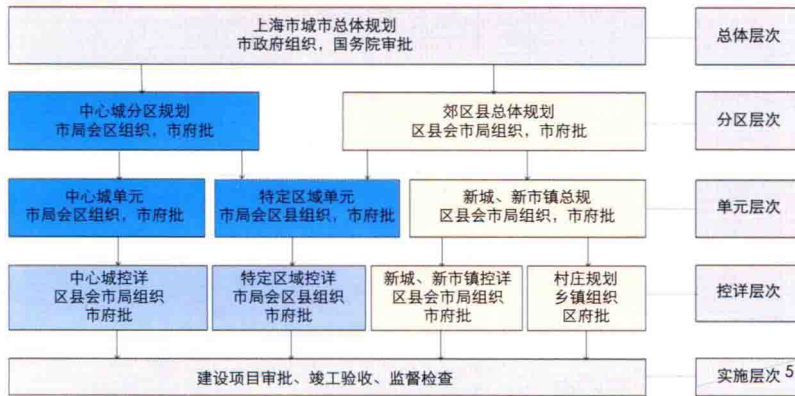 上海市城市总体规划
市政府组织，国务院审批
总体层次
中心城分区规划
市局会区组织，市府批
郊区县总体规划
区县会市局组织，市府批
分区层次
中心城单元
市局会区组织，市府批
特定区域单元
市局会区县组织，市府批
新城、新市镇总规
区县会市局组织，市府批
单元层次
中心城控详
区县会市局组织
市府批
特定区域控详
市局会区县组织
市府批
新城、新市镇控详
区县会市局组织
市府批
村庄规划
乡镇组织
区府批
控详层次
建设项目审批、竣工验收、监督检查
实施层次
5